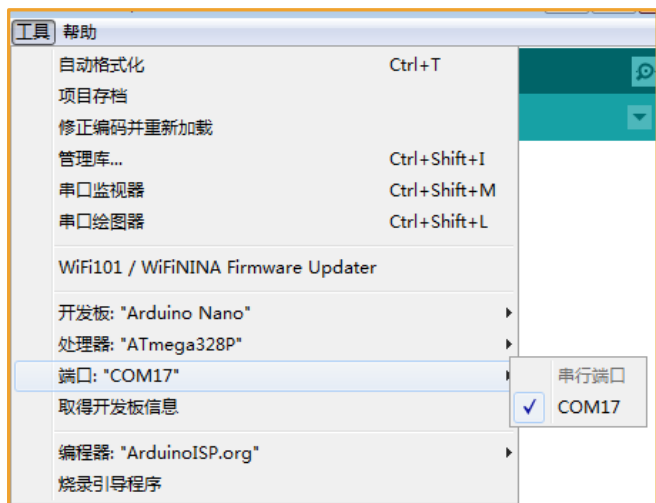 工具 帮助
自动格式化 Ctrl+T
项目存档
修正编码并重新加载
管理库... Ctrl+Shift+I
串口监视器 Ctrl+Shift+M
串口绘图器 Ctrl+Shift+L
WiFi101 / WiFiNINA Firmware Updater
开发板: "Arduino Nano"
处理器: "ATmega328P"
端口: "COM17"
串行端口
COM17
取得开发板信息
编程器: "ArduinoISP.org"
烧录引导程序